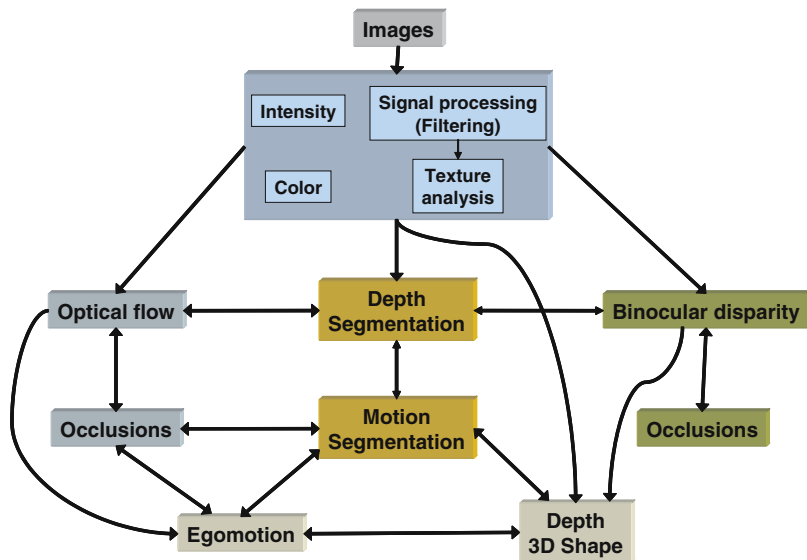 Images
Intensity
Signal processing
(Filtering)
Color
Texture
analysis
Optical flow
Depth
Segmentation
Binocular disparity
Occlusions
Motion
Segmentation
Occlusions
Egomotion
Depth
3D Shape